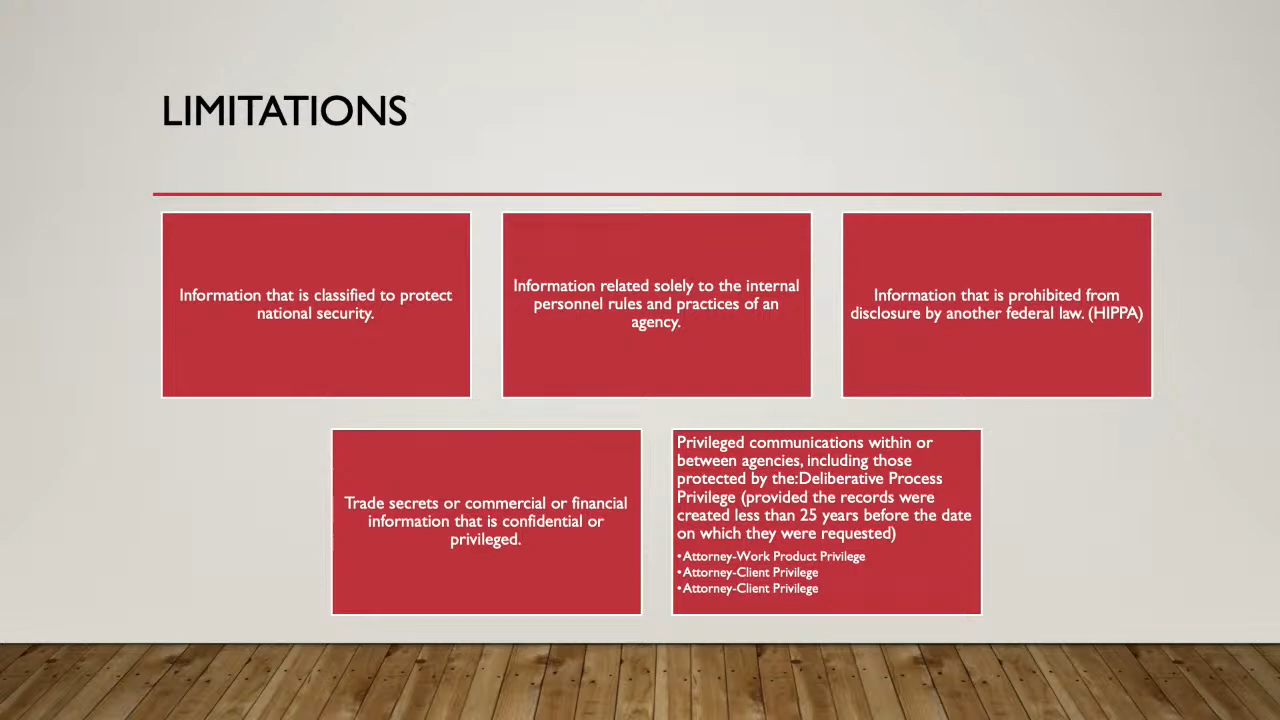 LIMITATIONS
Information that is classified to protect
national security.
Information related solely to the internal
personnel rules and practices of an
agency.
Information that is prohibited from
disclosure by another federal law. (HIPPA)
Trade secrets or commercial or financial
information that is confidential or
privileged.
Privileged communications within or
between agencies, including those
protected by the:Deliberative Process
Privilege (provided the records were
created less than 25 years before the date
on which they were requested)
•Attorney-Work Product Privilege
•Attorney-Client Privilege
•Attorney-Client Privilege